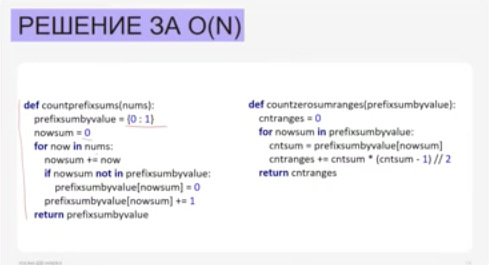 РЕШЕНИЕ ЗА O(N)
def countprefixsums(nums):
    prefixsumbyvalue = {0 : 1}
    nowsum = 0
    for now in nums:
        nowsum += now
        if nowsum not in prefixsumbyvalue:
            prefixsumbyvalue[nowsum] = 0
        prefixsumbyvalue[nowsum] += 1
    return prefixsumbyvalue
def countzerosumranges(prefixsumbyvalue):
    cntranges = 0
    for nowsum in prefixsumbyvalue:
        cntsum = prefixsumbyvalue[nowsum]
        cntranges += cntsum * (cntsum - 1) // 2
    return cntranges